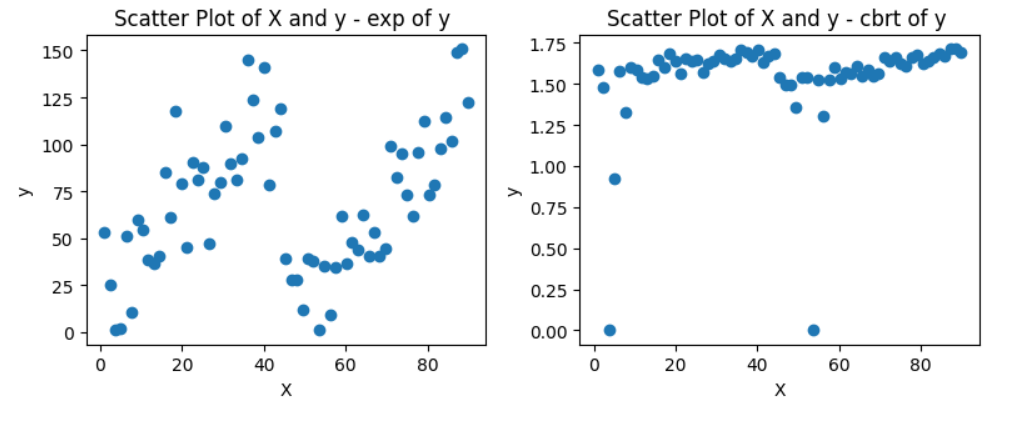 Scatter Plot of X and y - exp of y
150
125
100
75
50
25
0
y
0 20 40 60 80
X
Scatter Plot of X and y - cbrt of y
1.75
1.50
1.25
1.00
0.75
0.50
0.25
0.00
y
0 20 40 60 80
X